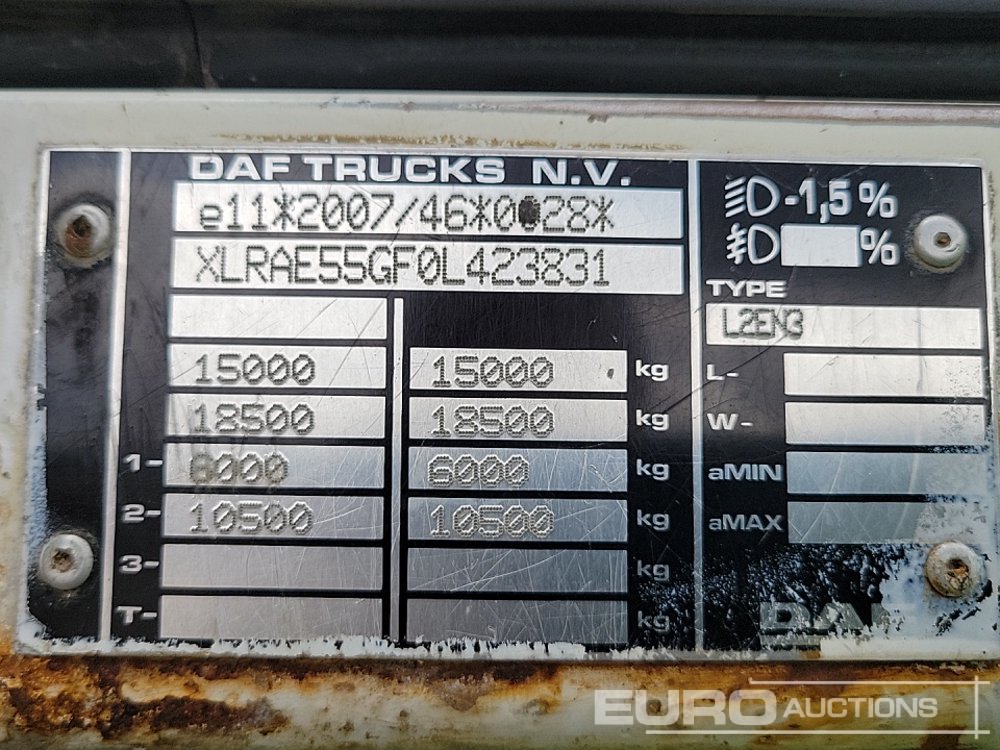 DAF TRUCKS N.V.
e11*2007/46*0028*
XLRAE55GF0L423831
-1,5%
%
TYPE
L2EN3
15000 15000 kg L-
18500 18500 kg W-
1- 6000 kg aMIN
2- 10500 10500 kg aMAX
3- kg
T- kg
DAF
EURO AUCTIONS